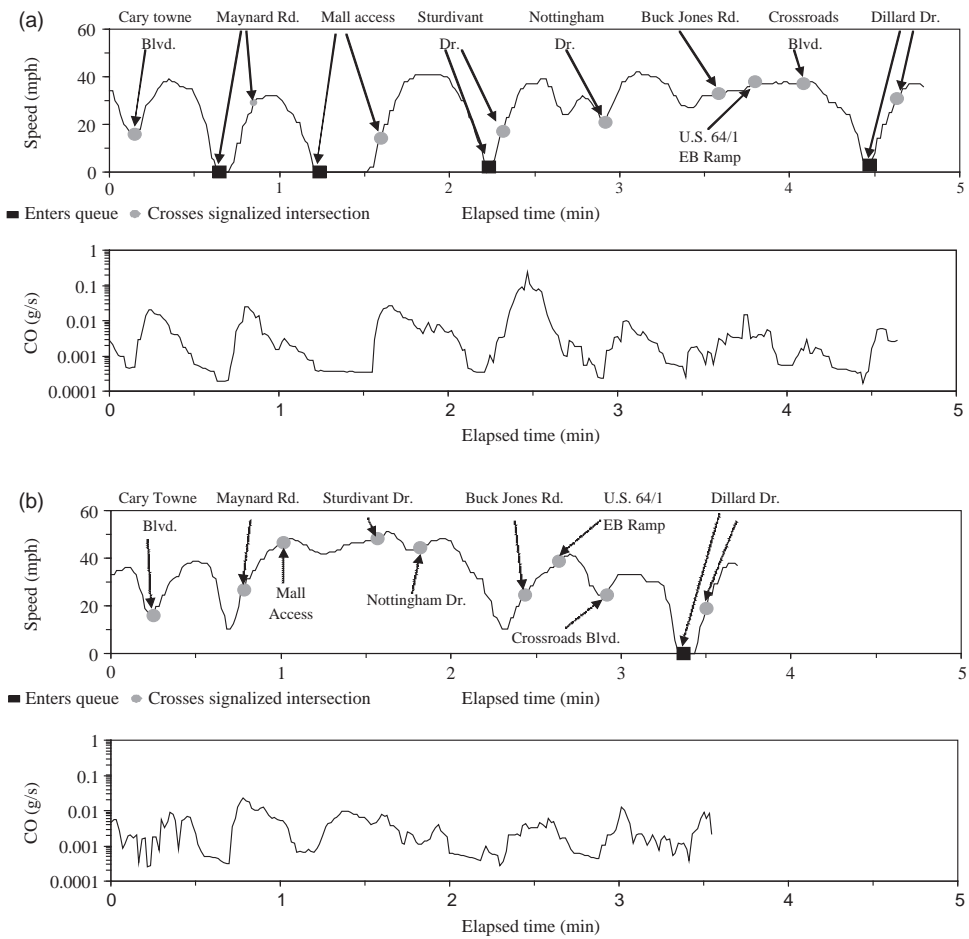 (a)
Cary towne Maynard Rd. Mall access Sturdivant Nottingham Buck Jones Rd. Crossroads Dillard Dr.
Blvd. Dr. Dr. Blvd.
60
40
20
0
Speed (mph)
U.S. 64/1
EB Ramp
0 1 2 3 4 5
Enters queue Crosses signalized intersection Elapsed time (min)
1
0.1
0.01
0.001
0.0001
CO (g/s)
0 1 2 3 4 5
Elapsed time (min)
(b)
Cary Towne Maynard Rd. Sturdivant Dr. Buck Jones Rd. U.S. 64/1 Dillard Dr.
Blvd. EB Ramp
60
40
20
0
Speed (mph)
Mall
Access
Nottingham Dr.
Crossroads Blvd.
0 1 2 3 4 5
Enters queue Crosses signalized intersection Elapsed time (min)
1
0.1
0.01
0.001
0.0001
CO (g/s)
0 1 2 3 4 5
Elapsed time (min)